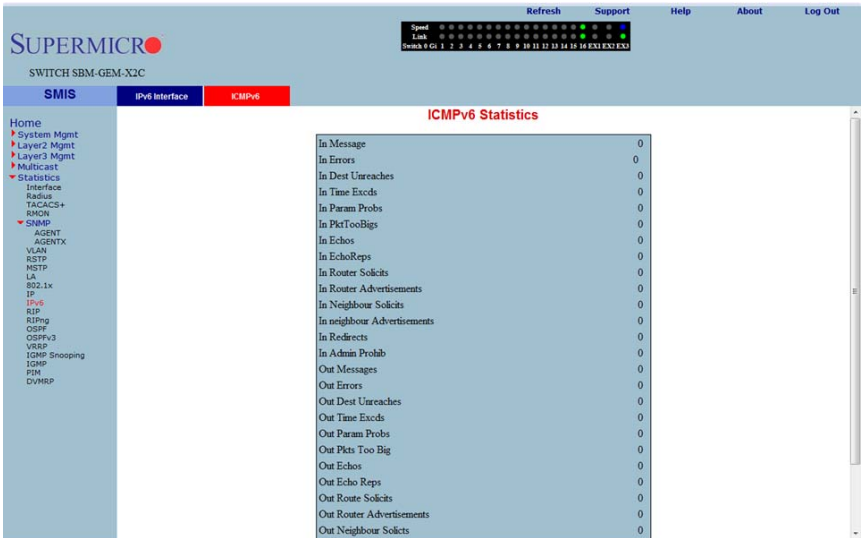 Refresh Support Help About Log Out
Speed
Link
Switch 0 Gi 1 2 3 4 5 6 7 8 9 10 11 12 13 14 15 16 EX1 EX2 EX3
SUPERMICRO
SWITCH SBM-GEM-X2C
SMIS IPv6 Interface ICMPv6
Home
System Mgmt
Layer2 Mgmt
Layer3 Mgmt
Multicast
Statistics
Interface
Radius
TACACS+
RMON
SNMP
AGENT
AGENTX
VLAN
RSTP
MSTP
LA
802.1x
IP
IPv6
RIP
RIPng
OSPF
OSPFv3
VRRP
IGMP Snooping
IGMP
PIM
DVMRP
ICMPv6 Statistics
In Message 0
In Errors 0
In Dest Unreaches 0
In Time Excds 0
In Param Probs 0
In PktTooBigs 0
In Echos 0
In EchoReps 0
In Router Solicits 0
In Router Advertisements 0
In Neighbour Solicits 0
In neighbour Advertisements 0
In Redirects 0
In Admin Prohib 0
Out Messages 0
Out Errors 0
Out Dest Unreaches 0
Out Time Excds 0
Out Param Probs 0
Out Pkts Too Big 0
Out Echos 0
Out Echo Reps 0
Out Route Solicits 0
Out Router Advertisements 0
Out Neighbour Solicts 0